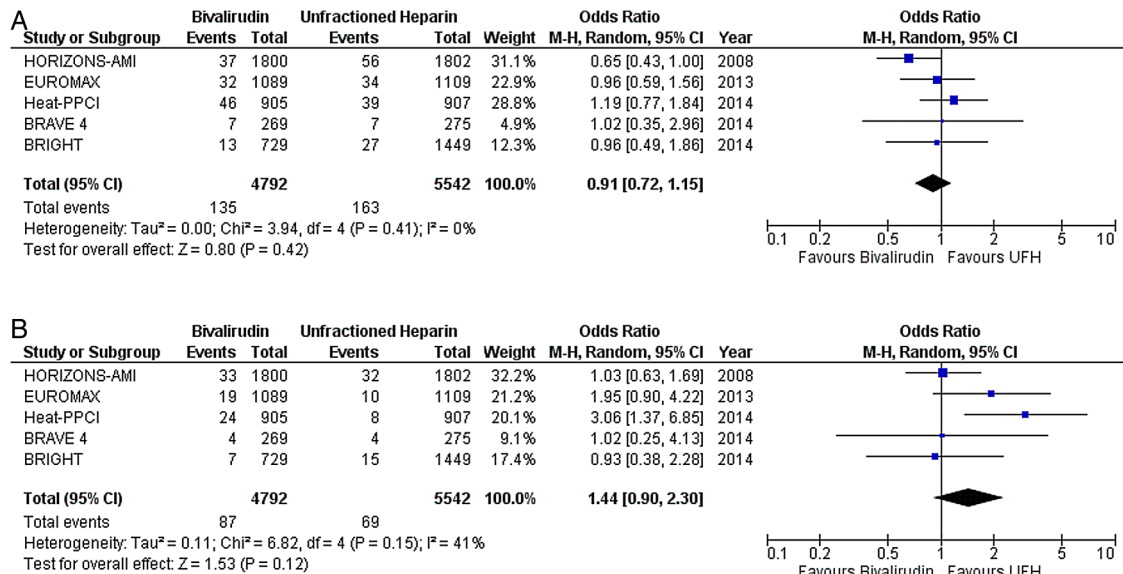 A
Bivalirudin Unfractioned Heparin Odds Ratio Odds Ratio
Study or Subgroup Events Total Events Total Weight M-H, Random, 95% CI Year M-H, Random, 95% CI
HORIZONS-AMI 37 1800 56 1802 31.1% 0.65 [0.43, 1.00] 2008
EUROMAX 32 1089 34 1109 22.9% 0.96 [0.59, 1.56] 2013
Heat-PPCI 46 905 39 907 28.8% 1.19 [0.77, 1.84] 2014
BRAVE 4 7 269 7 275 4.9% 1.02 [0.35, 2.96] 2014
BRIGHT 13 729 27 1449 12.3% 0.96 [0.49, 1.86] 2014
Total (95% CI) 4792 5542 100.0% 0.91 [0.72, 1.15]
Total events 135 163
Heterogeneity: Tau² = 0.00; Chi² = 3.94, df = 4 (P = 0.41); I² = 0%
Test for overall effect: Z = 0.80 (P = 0.42)
0.1 0.2 0.5 1 2 5 10
Favours Bivalirudin Favours UFH
B
Bivalirudin Unfractioned Heparin Odds Ratio Odds Ratio
Study or Subgroup Events Total Events Total Weight M-H, Random, 95% CI Year M-H, Random, 95% CI
HORIZONS-AMI 33 1800 32 1802 32.2% 1.03 [0.63, 1.69] 2008
EUROMAX 19 1089 10 1109 21.2% 1.95 [0.90, 4.22] 2013
Heat-PPCI 24 905 8 907 20.1% 3.06 [1.37, 6.85] 2014
BRAVE 4 4 269 4 275 9.1% 1.02 [0.25, 4.13] 2014
BRIGHT 7 729 15 1449 17.4% 0.93 [0.38, 2.28] 2014
Total (95% CI) 4792 5542 100.0% 1.44 [0.90, 2.30]
Total events 87 69
Heterogeneity: Tau² = 0.11; Chi² = 6.82, df = 4 (P = 0.15); I² = 41%
Test for overall effect: Z = 1.53 (P = 0.12)
0.1 0.2 0.5 1 2 5 10
Favours Bivalirudin Favours UFH